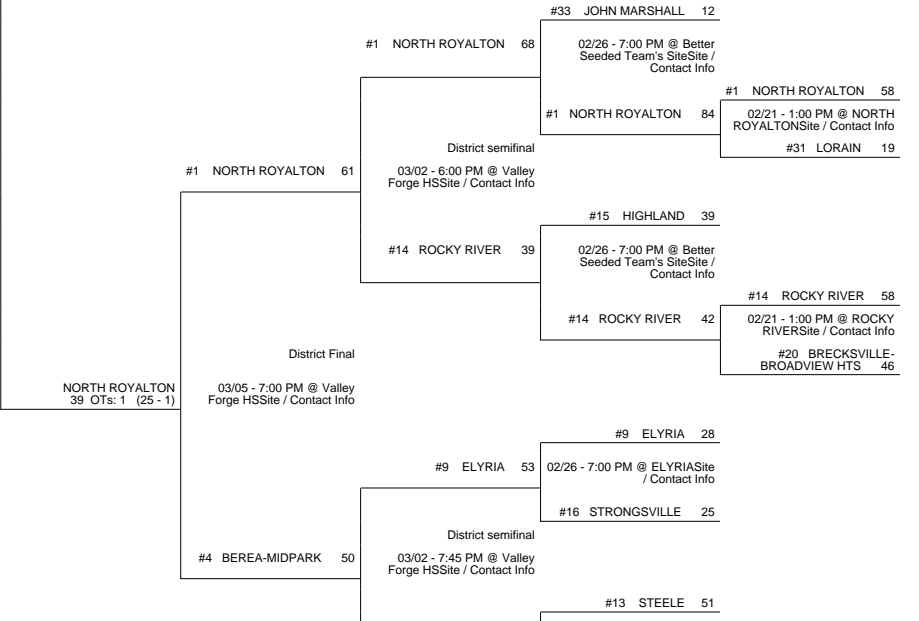 #33 JOHN MARSHALL 12
#1 NORTH ROYALTON 68
02/26 - 7:00 PM @ Better
Seeded Team's SiteSite /
Contact Info
#1 NORTH ROYALTON 58
#1 NORTH ROYALTON 84
02/21 - 1:00 PM @ NORTH
ROYALTONSite / Contact Info
#31 LORAIN 19
District semifinal
03/02 - 6:00 PM @ Valley
Forge HSSite / Contact Info
#1 NORTH ROYALTON 61
#15 HIGHLAND 39
#14 ROCKY RIVER 39
02/26 - 7:00 PM @ Better
Seeded Team's SiteSite /
Contact Info
#14 ROCKY RIVER 58
#14 ROCKY RIVER 42
02/21 - 1:00 PM @ ROCKY
RIVERSite / Contact Info
#20 BRECKSVILLE-
BROADVIEW HTS 46
District Final
03/05 - 7:00 PM @ Valley
Forge HSSite / Contact Info
NORTH ROYALTON
39 OTs: 1 (25 - 1)
#9 ELYRIA 28
#9 ELYRIA 53
02/26 - 7:00 PM @ ELYRIASite
/ Contact Info
#16 STRONGSVILLE 25
District semifinal
03/02 - 7:45 PM @ Valley
Forge HSSite / Contact Info
#4 BEREA-MIDPARK 50
#13 STEELE 51